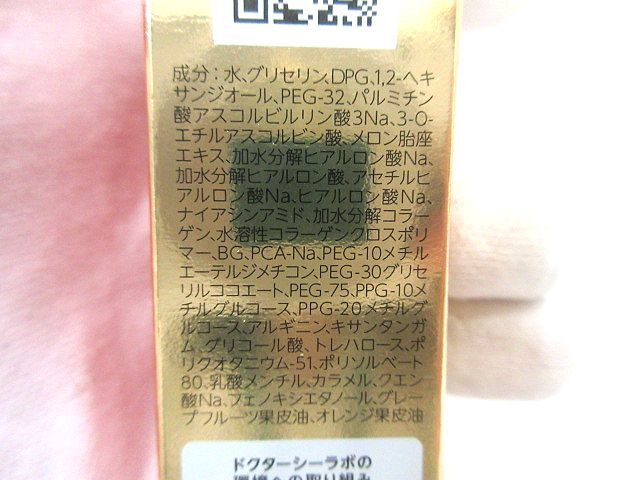 成分：水、グリセリン、DPG、1,2-ヘキ
サンジオール、PEG-32、パルミチン
酸アスコルビルリン酸3Na、3-O-
エチルアスコルビン酸、メロン胎座
エキス、加水分解ヒアルロン酸Na、
加水分解ヒアルロン酸、アセチルヒ
アルロン酸Na、ヒアルロン酸Na、
ナイアシンアミド、加水分解コラー
ゲン、水溶性コラーゲンクロスポリ
マー、BG、PCA-Na、PEG-10メチル
エーテルジメチコン、PEG-30グリセ
リルココエート、PEG-75、PPG-10メ
チルグルコース、PPG-20メチルグ
ルコース、アルギニン、キサンタンガ
ム、グリコール酸、トレハロース、ポ
リクオタニウム-51、ポリソルベート
80、乳酸メンチル、カラメル、クエン
酸Na、フェノキシエタノール、グレー
プフルーツ果皮油、オレンジ果皮油
ドクターシーラボの
環境への取り組み